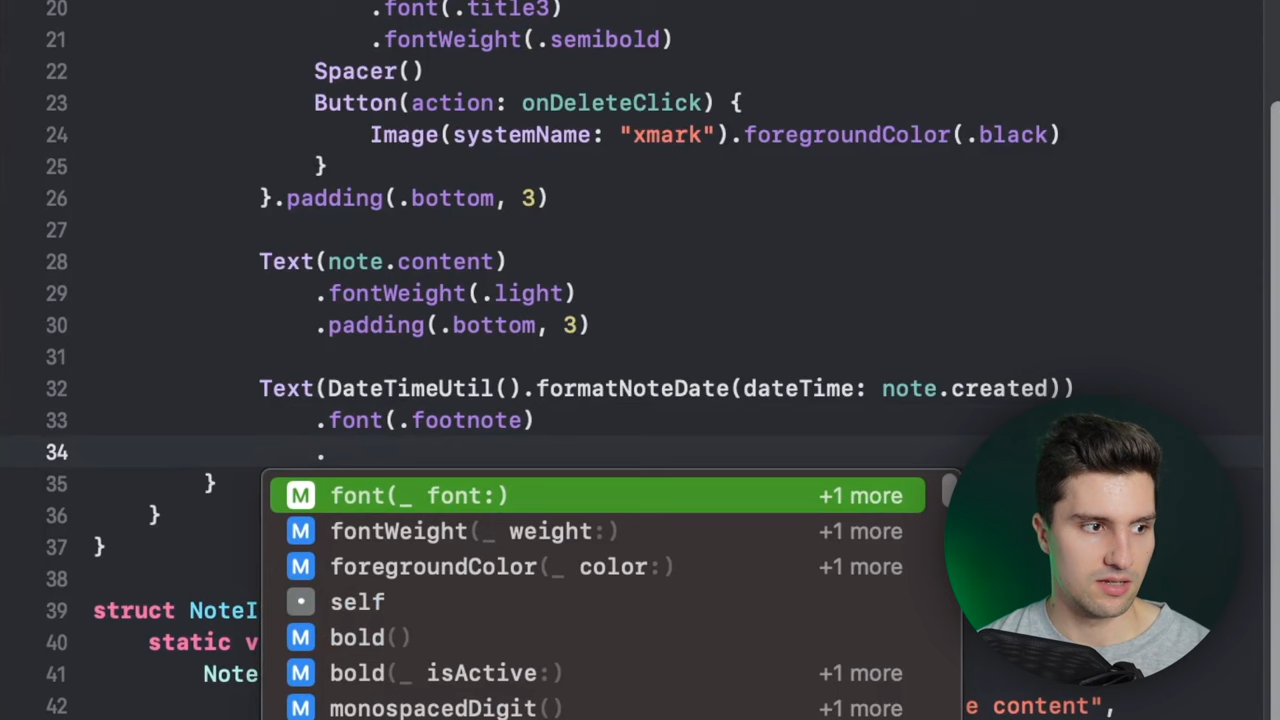 20 .font(.title3)
21 .fontWeight(.semibold)
22 Spacer()
23 Button(action: onDeleteClick) {
24 Image(systemName: "xmark").foregroundColor(.black)
25 }
26 }.padding(.bottom, 3)
27
28 Text(note.content)
29 .fontWeight(.light)
30 .padding(.bottom, 3)
31
32 Text(DateTimeUtil().formatNoteDate(dateTime: note.created))
33 .font(.footnote)
34 .
M font(_ font:) +1 more
35 }
M fontWeight(_ weight:) +1 more
36 }
37 }
M foregroundColor(_ color:) +1 more
38
self
39 struct NoteI
M bold()
40 static v
M bold(_ isActive:) +1 more
41 Note
M monospacedDigit()
42 e content",